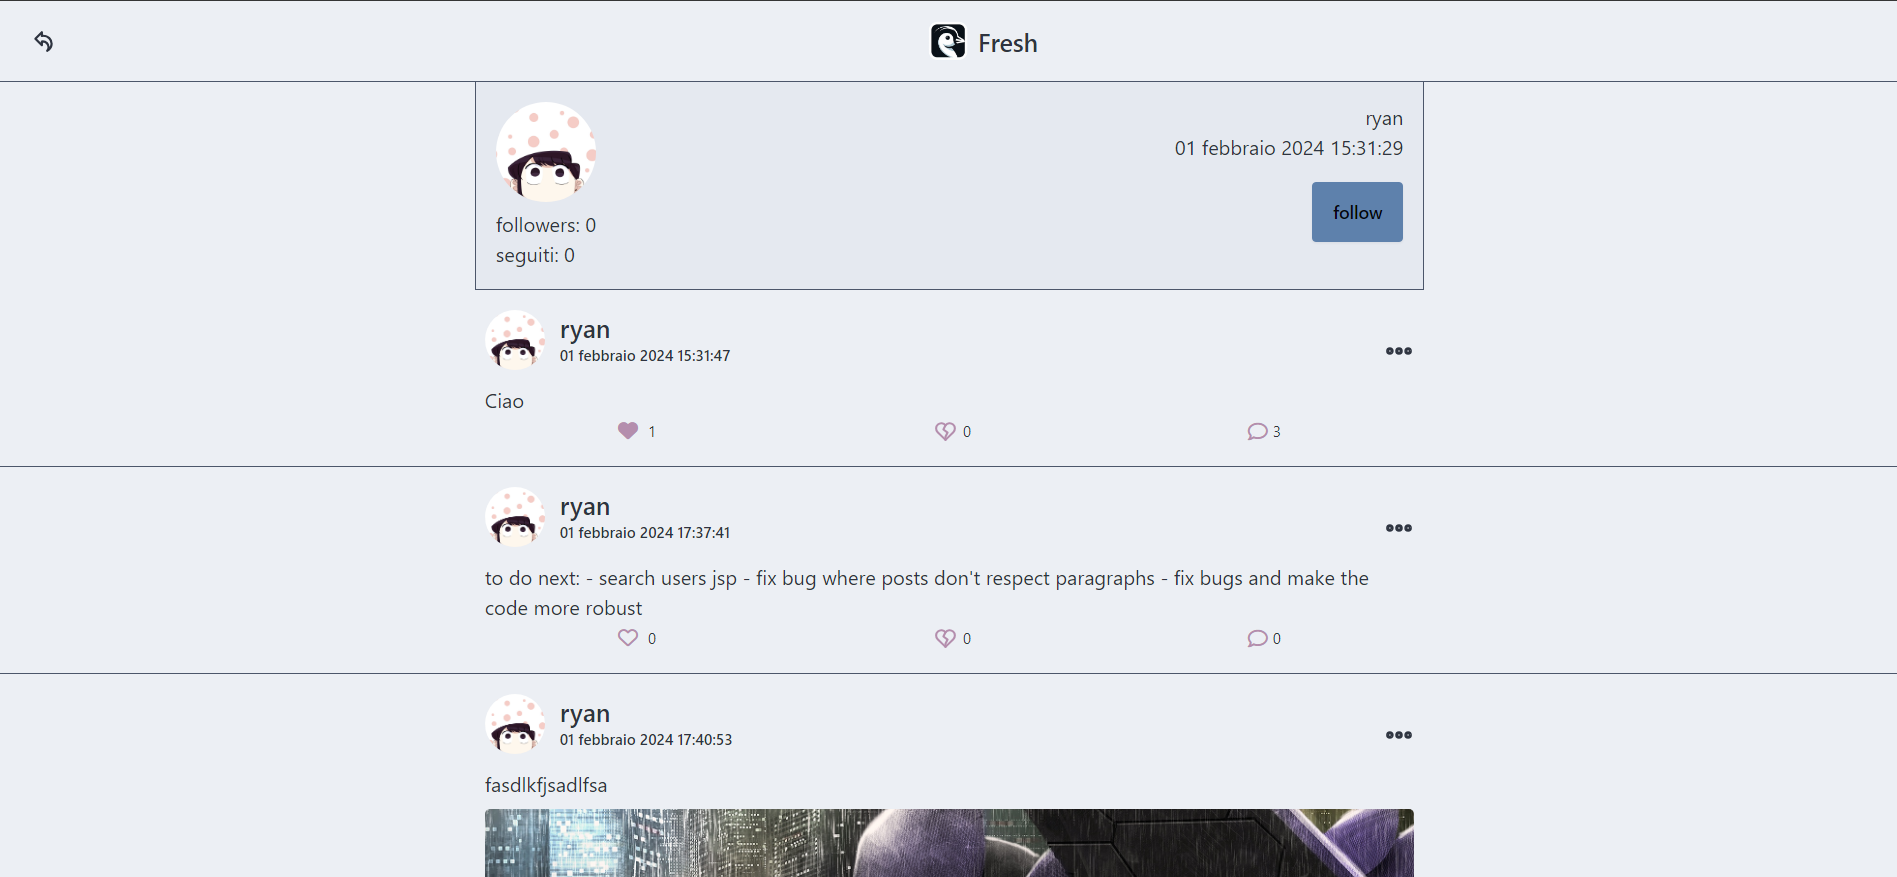 Fresh
ryan
01 febbraio 2024 15:31:29
follow
followers: 0
seguiti: 0
ryan
01 febbraio 2024 15:31:47
Ciao
1
0
3
ryan
01 febbraio 2024 17:37:41
to do next: - search users jsp - fix bug where posts don't respect paragraphs - fix bugs and make the
code more robust
0
0
0
ryan
01 febbraio 2024 17:40:53
fasdlkfjsadlfsa